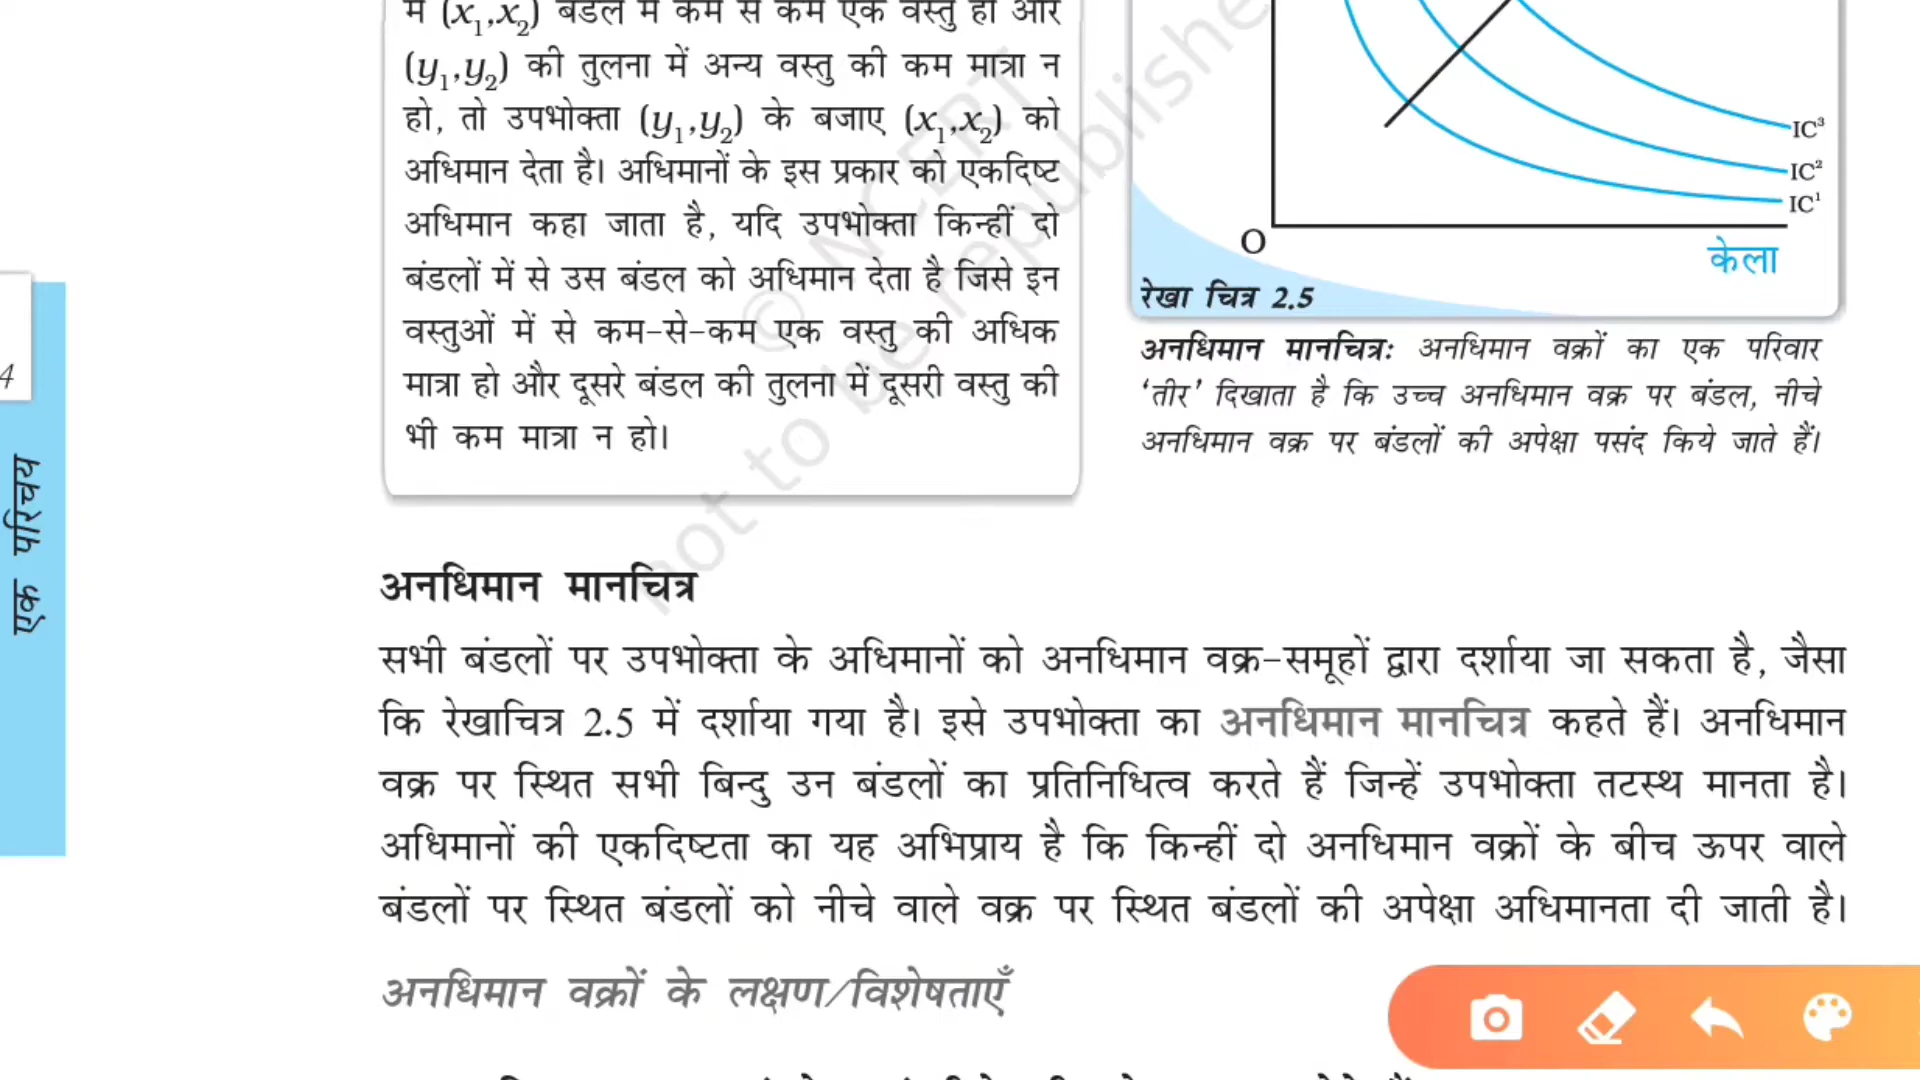 में (x₁,x₂) बंडल में कम से कम एक वस्तु हो और
(y₁,y₂) की तुलना में अन्य वस्तु की कम मात्रा न
हो, तो उपभोक्ता (y₁,y₂) के बजाए (x₁,x₂) को
अधिमान देता है। अधिमानों के इस प्रकार को एकदिष्ट
अधिमान कहा जाता है, यदि उपभोक्ता किन्हीं दो
बंडलों में से उस बंडल को अधिमान देता है जिसे इन
वस्तुओं में से कम-से-कम एक वस्तु की अधिक
मात्रा हो और दूसरे बंडल की तुलना में दूसरी वस्तु की
भी कम मात्रा न हो।
IC³
IC²
IC¹
O
केला
रेखा चित्र 2.5
अनधिमान मानचित्रः अनधिमान वक्रों का एक परिवार
‘तीर’ दिखाता है कि उच्च अनधिमान वक्र पर बंडल, नीचे
अनधिमान वक्र पर बंडलों की अपेक्षा पसंद किये जाते हैं।
© NCERT
not to be republishe
4
एक परिचय
अनधिमान मानचित्र
सभी बंडलों पर उपभोक्ता के अधिमानों को अनधिमान वक्र-समूहों द्वारा दर्शाया जा सकता है, जैसा
कि रेखाचित्र 2.5 में दर्शाया गया है। इसे उपभोक्ता का अनधिमान मानचित्र कहते हैं। अनधिमान
वक्र पर स्थित सभी बिन्दु उन बंडलों का प्रतिनिधित्व करते हैं जिन्हें उपभोक्ता तटस्थ मानता है।
अधिमानों की एकदिष्टता का यह अभिप्राय है कि किन्हीं दो अनधिमान वक्रों के बीच ऊपर वाले
बंडलों पर स्थित बंडलों को नीचे वाले वक्र पर स्थित बंडलों की अपेक्षा अधिमानता दी जाती है।
अनधिमान वक्रों के लक्षण/विशेषताएँ